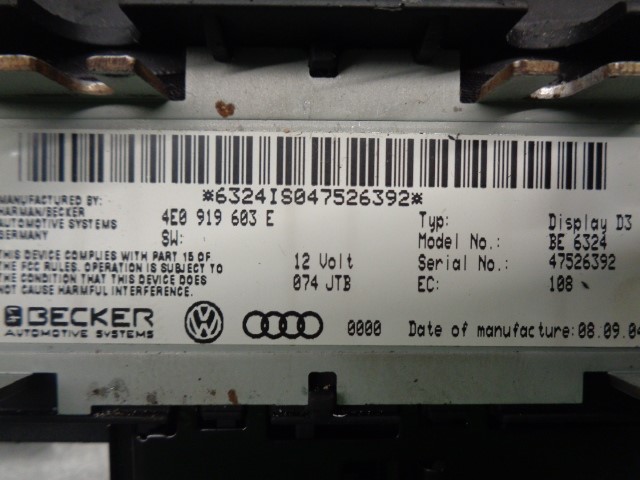 *6324IS047526392*
MANUFACTURED BY:
HARMAN/BECKER
AUTOMOTIVE SYSTEMS
GERMANY
4E0 919 603 E
SW:
Typ: Display D3
Model No.: BE 6324
Serial No.: 47526392
EC: 108
THIS DEVICE COMPLIES WITH PART 15 OF
THE FCC RULES. OPERATION IS SUBJECT TO
THE CONDITION THAT THIS DEVICE DOES
NOT CAUSE HARMFUL INTERFERENCE.
12 Volt
074 JTB
BECKER
AUTOMOTIVE SYSTEMS
0000 Date of manufacture: 08.09.04